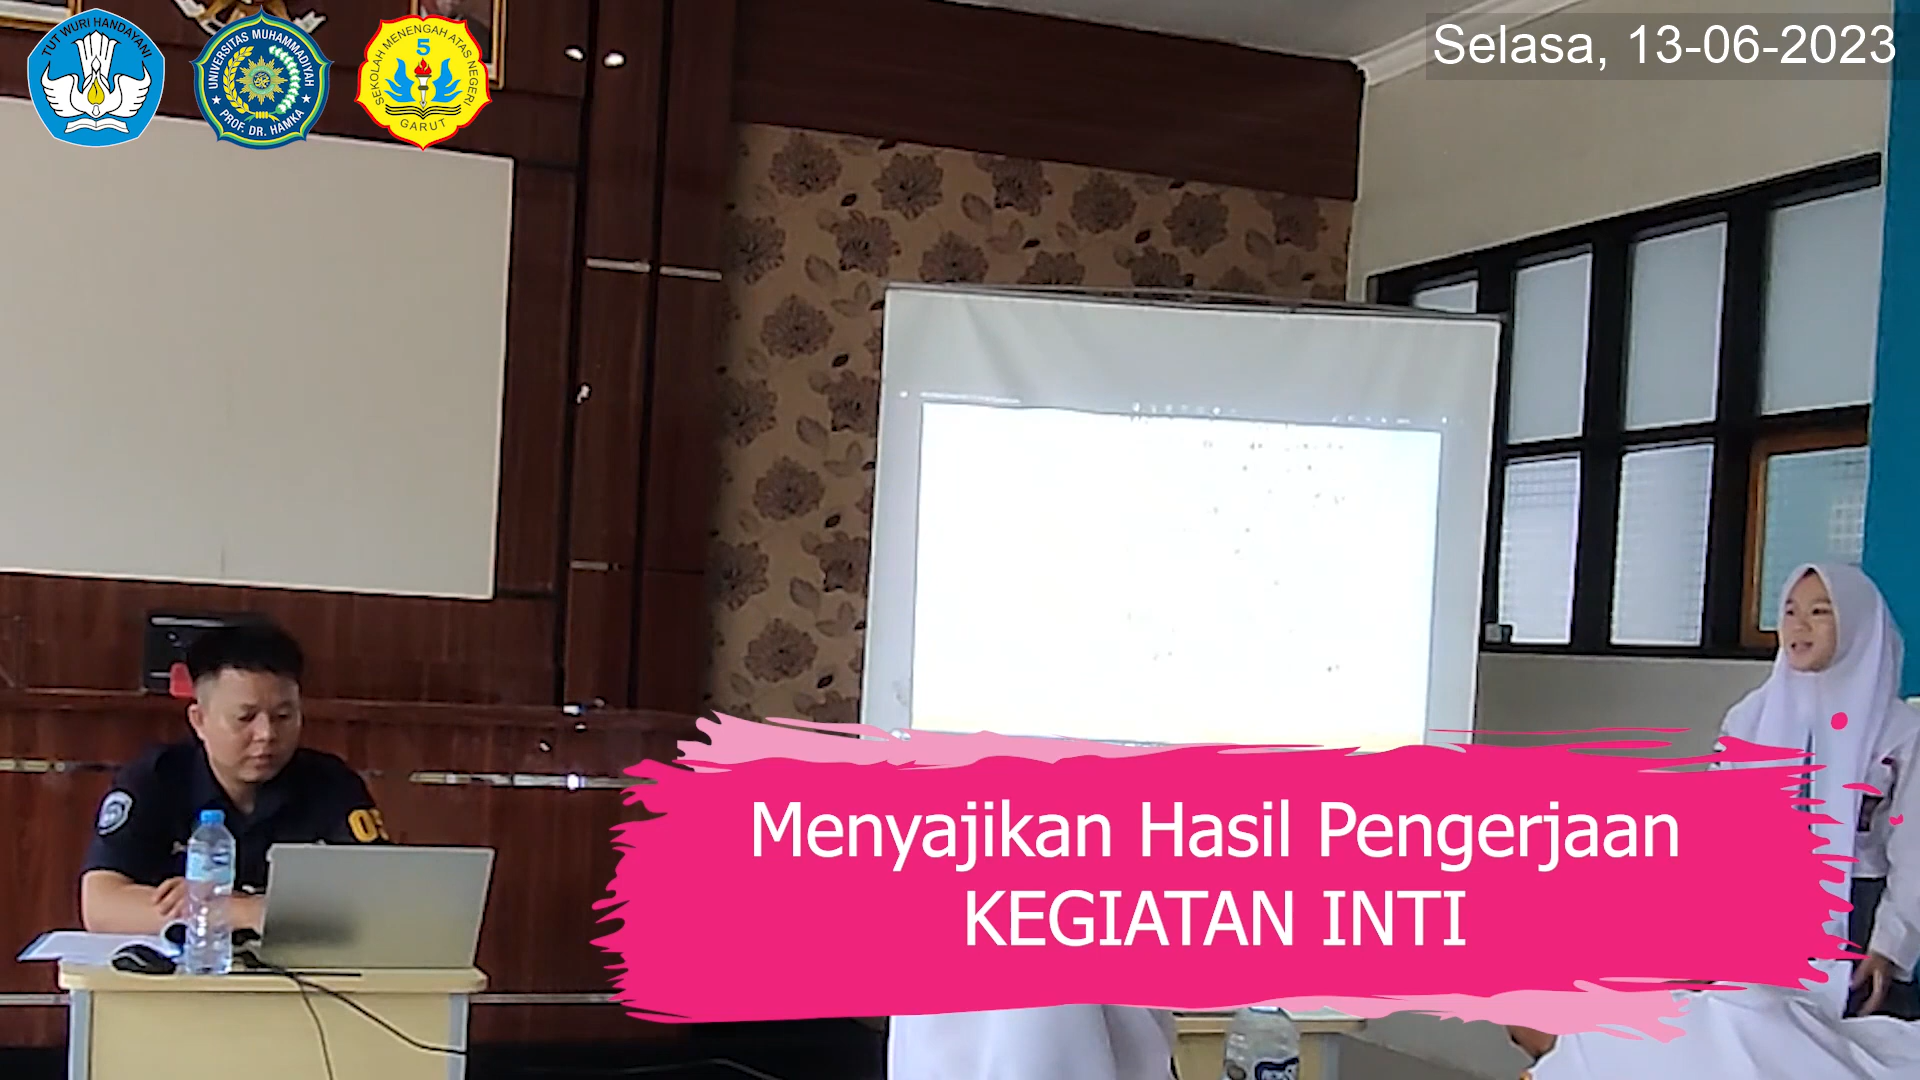 TUT WURI HANDAYANI
UNIVERSITAS MUHAMMADIYAH
PROF. DR. HAMKA
SEKOLAH MENENGAH ATAS NEGERI
5
GARUT
Selasa, 13-06-2023
Menyajikan Hasil Pengerjaan
KEGIATAN INTI